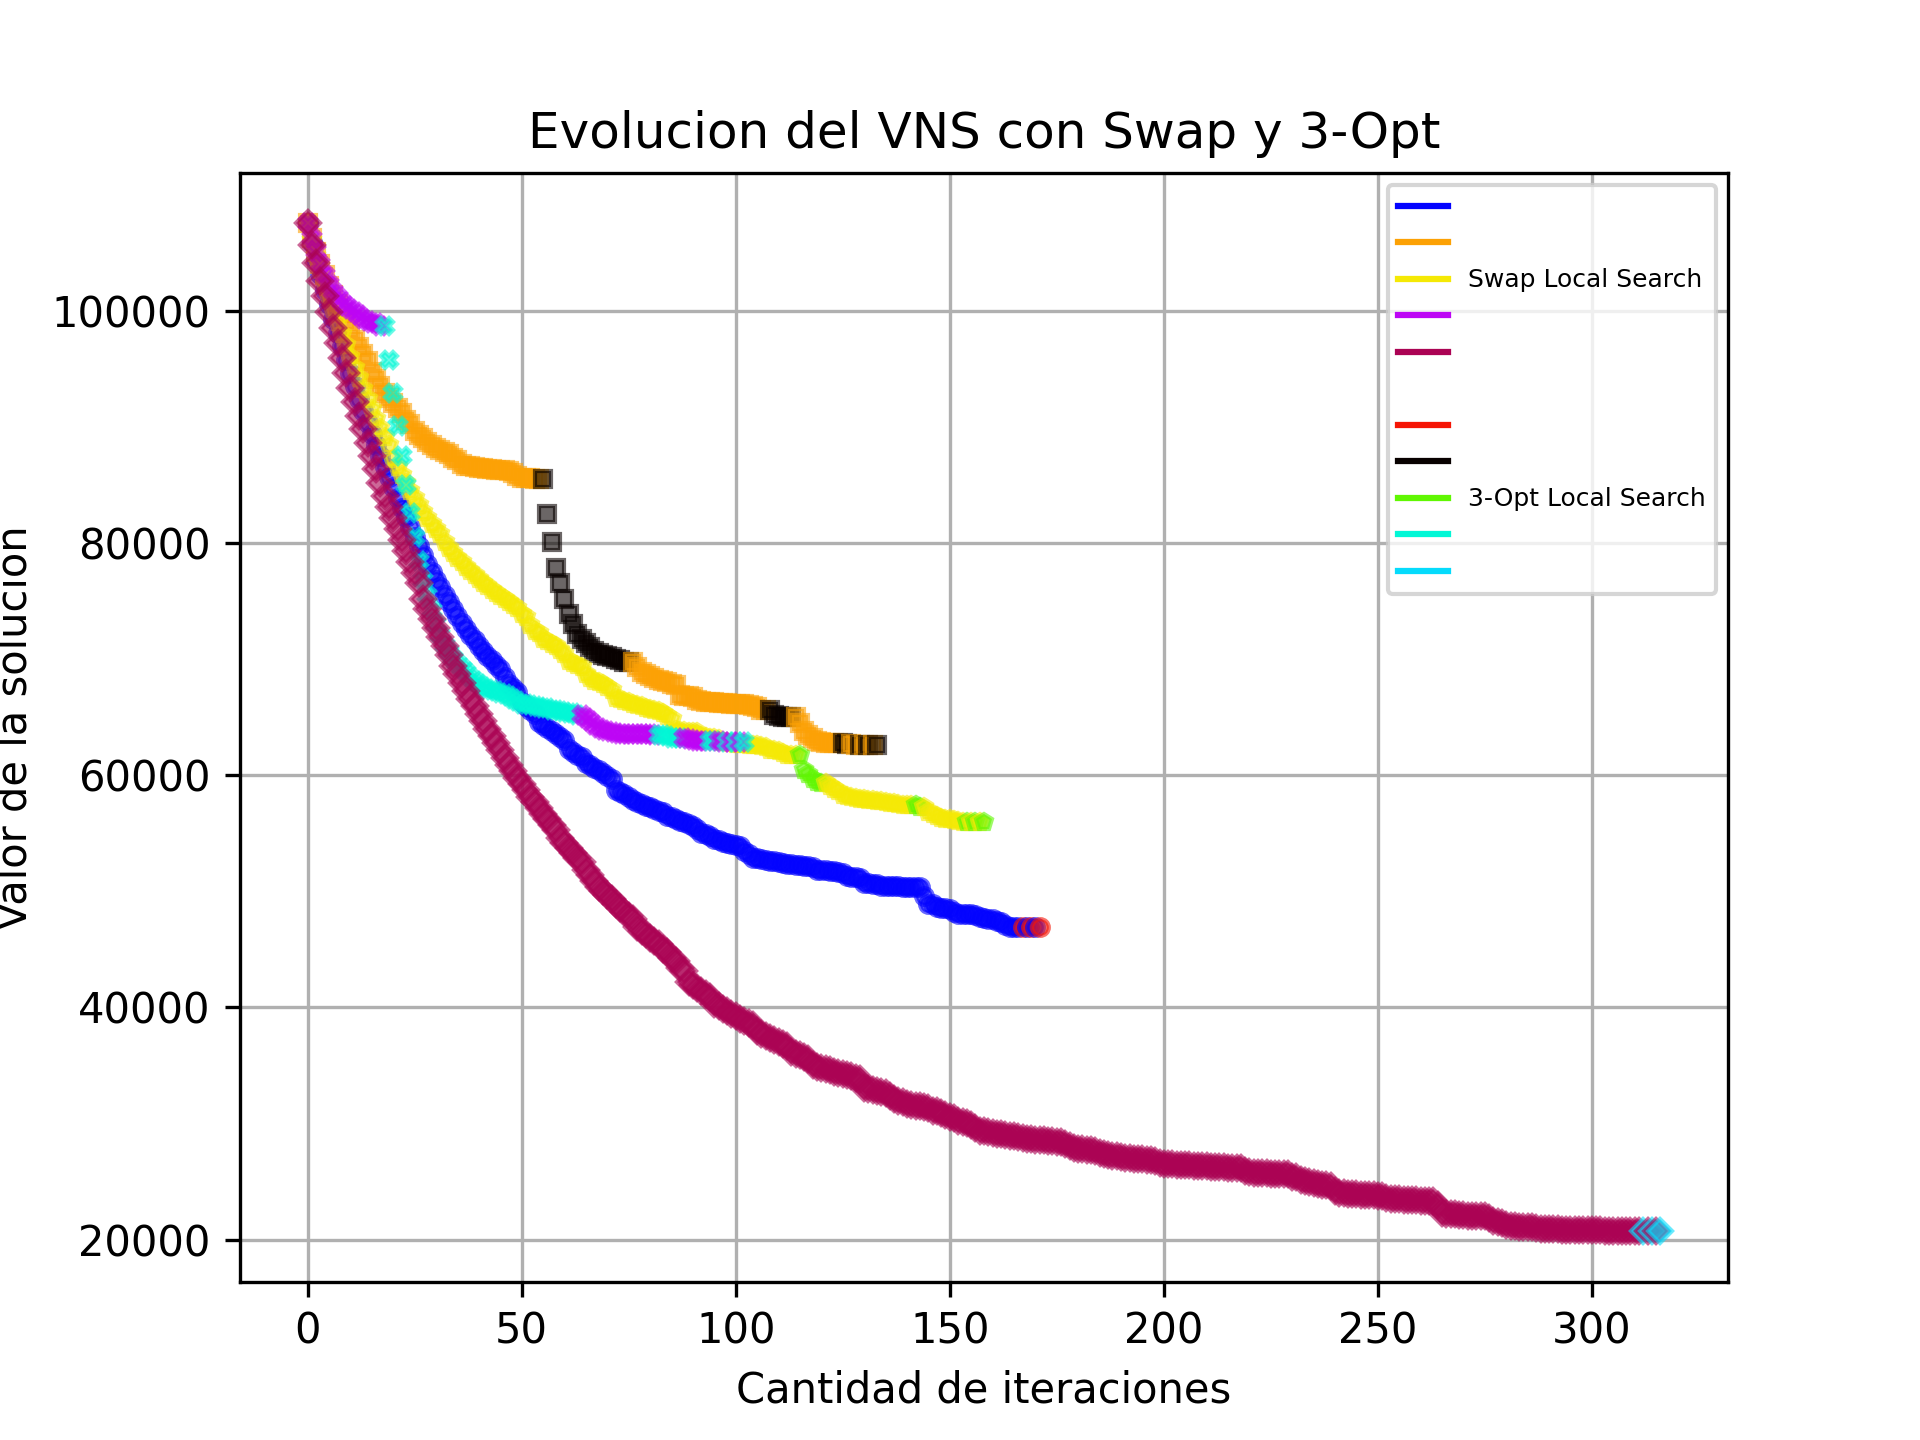 Evolucion del VNS con Swap y 3-Opt
Swap Local Search
3-Opt Local Search
Valor de la solucion
100000
80000
60000
40000
20000
0 50 100 150 200 250 300
Cantidad de iteraciones